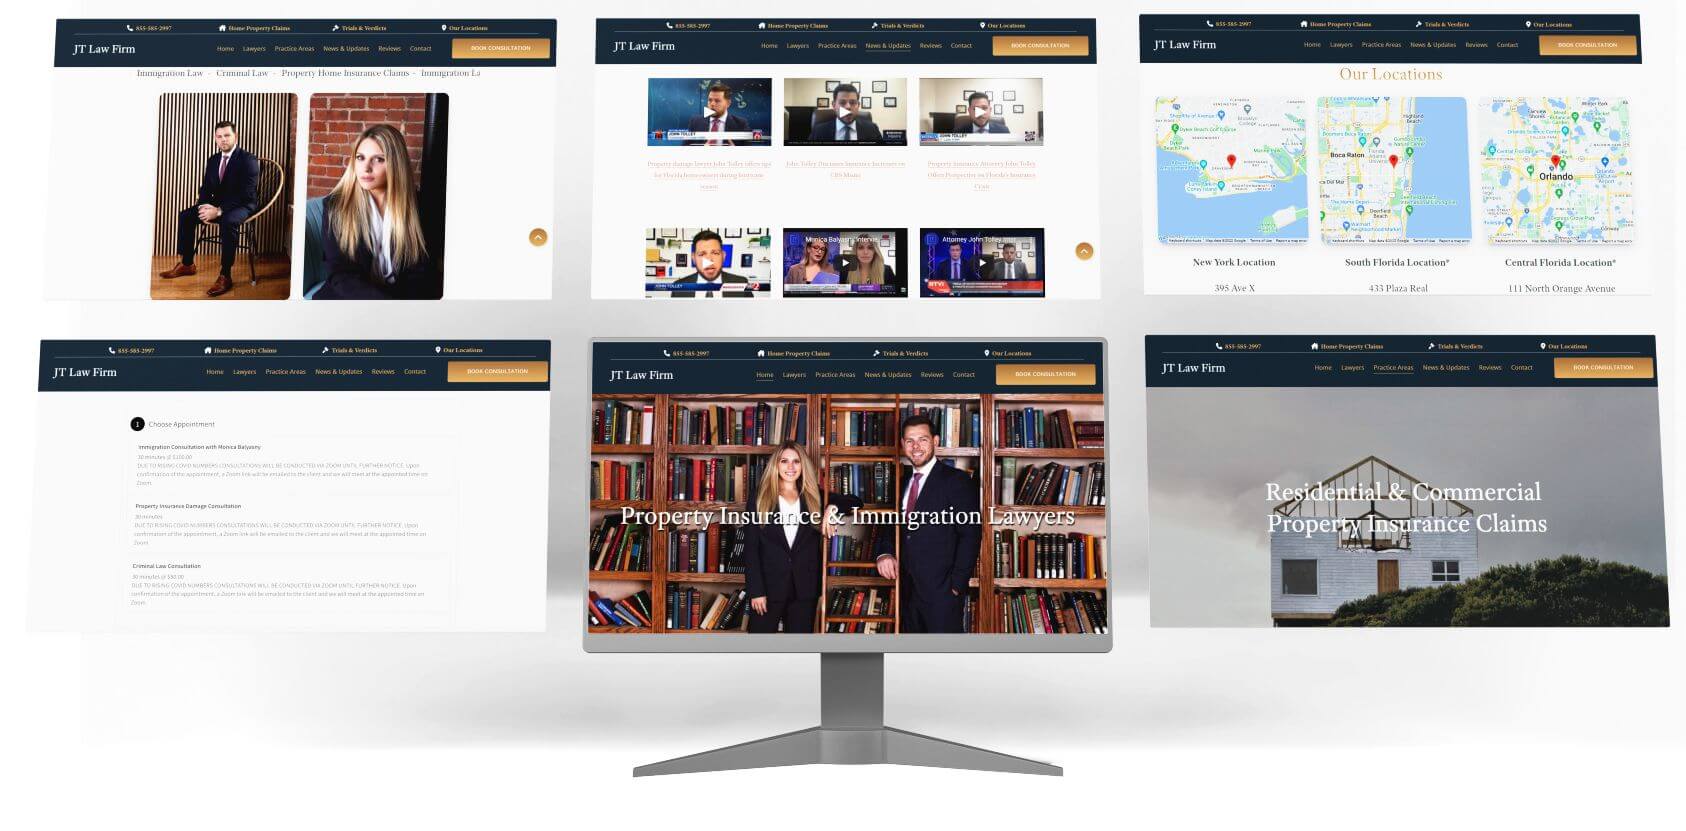 855-585-2997 Home Property Claims Trials & Verdicts Our Locations
JT Law Firm Home Lawyers Practice Areas News & Updates Reviews Contact BOOK CONSULTATION
Immigration Law - Criminal Law - Property Home Insurance Claims - Immigration La
855-585-2997 Home Property Claims Trials & Verdicts Our Locations
JT Law Firm Home Lawyers Practice Areas News & Updates Reviews Contact BOOK CONSULTATION
JOHN TOLLEY
JOHN TOLLEY
Property damage lawyer John Tolley offers tips
for Florida homeowners during hurricane
season
John Tolley Discusses Insurance Increases on
CBS Miami
Property Insurance Attorney John Tolley
Offers Perspective on Florida's Insurance
Crisis
JOHN TOLLEY
Monica Balyasny Intervie
Attorney John Tolley Inter
855-585-2997 Home Property Claims Trials & Verdicts Our Locations
JT Law Firm Home Lawyers Practice Areas News & Updates Reviews Contact BOOK CONSULTATION
Our Locations
Boca Raton
Deerfield
Beach
Orlando
New York Location
395 Ave X
South Florida Location*
433 Plaza Real
Central Florida Location*
111 North Orange Avenue
855-585-2997 Home Property Claims Trials & Verdicts Our Locations
JT Law Firm Home Lawyers Practice Areas News & Updates Reviews Contact BOOK CONSULTATION
1 Choose Appointment
Immigration Consultation with Monica Balyasny
30 minutes @ $100.00
DUE TO RISING COVID NUMBERS CONSULTATIONS WILL BE CONDUCTED VIA ZOOM UNTIL FURTHER NOTICE. Upon
confirmation of the appointment, a Zoom link will be emailed to the client and we will meet at the appointed time on
Zoom.
Property Insurance Damage Consultation
30 minutes
DUE TO RISING COVID NUMBERS CONSULTATIONS WILL BE CONDUCTED VIA ZOOM UNTIL FURTHER NOTICE. Upon
confirmation of the appointment, a Zoom link will be emailed to the client and we will meet at the appointed time on
Zoom.
Criminal Law Consultation
30 minutes @ $50.00
DUE TO RISING COVID NUMBERS CONSULTATIONS WILL BE CONDUCTED VIA ZOOM UNTIL FURTHER NOTICE. Upon
confirmation of the appointment, a Zoom link will be emailed to the client and we will meet at the appointed time on
Zoom.
855-585-2997 Home Property Claims Trials & Verdicts Our Locations
JT Law Firm Home Lawyers Practice Areas News & Updates Reviews Contact BOOK CONSULTATION
Property Insurance & Immigration Lawyers
855-585-2997 Home Property Claims Trials & Verdicts Our Locations
JT Law Firm Home Lawyers Practice Areas News & Updates Reviews Contact BOOK CONSULTATION
Residential & Commercial
Property Insurance Claims